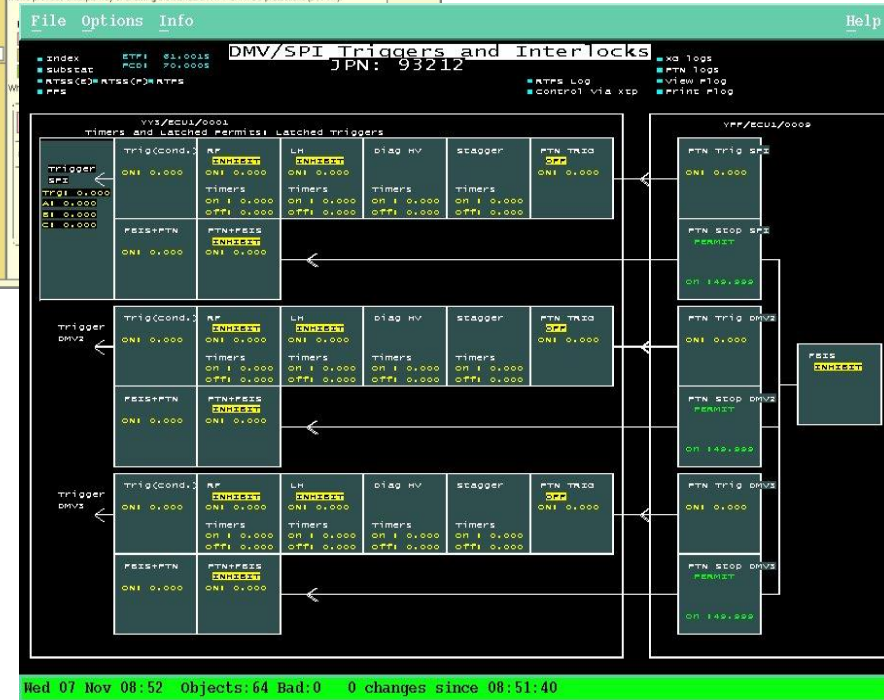 File Options Info Help
DMV/SPI Triggers and Interlocks
JPN: 93212
Index
substat
RTSS(E) RTSS(P) RTPS
PPS
ETP: 61.0015
PCD: 70.0005
RTPS Log
Control via xtp
xd logs
PTN logs
View Plog
Print Plog
YY3/ECU1/0001
Timers and Latched Permits: Latched Triggers
YPF/ECU1/0009
Trigger
SPI
Trg: 0.000
A: 0.000
B: 0.000
C: 0.000
Trig(Cond.)
ON: 0.000
RF
INHIBIT
ON: 0.000
Timers
On : 0.000
Off: 0.000
LH
INHIBIT
ON: 0.000
Timers
On : 0.000
Off: 0.000
Diag HV
Timers
On : 0.000
Off: 0.000
Stagger
Timers
On : 0.000
Off: 0.000
PTN TRIG
OFF
ON: 0.000
PTN Trig SPI
ON: 0.000
FBIS+PTN
ON: 0.000
PTN+FBIS
INHIBIT
ON: 0.000
PTN Stop SPI
PERMIT
On :49.999
Trigger
DMV2
Trig(Cond.)
ON: 0.000
RF
INHIBIT
ON: 0.000
Timers
On : 0.000
Off: 0.000
LH
INHIBIT
ON: 0.000
Timers
On : 0.000
Off: 0.000
Diag HV
Timers
On : 0.000
Off: 0.000
Stagger
Timers
On : 0.000
Off: 0.000
PTN TRIG
OFF
ON: 0.000
PTN Trig DMV2
ON: 0.000
FBIS
INHIBIT
FBIS+PTN
ON: 0.000
PTN+FBIS
INHIBIT
ON: 0.000
PTN Stop DMV2
PERMIT
On :49.999
Trigger
DMV3
Trig(Cond.)
ON: 0.000
RF
INHIBIT
ON: 0.000
Timers
On : 0.000
Off: 0.000
LH
INHIBIT
ON: 0.000
Timers
On : 0.000
Off: 0.000
Diag HV
Timers
On : 0.000
Off: 0.000
Stagger
Timers
On : 0.000
Off: 0.000
PTN TRIG
OFF
ON: 0.000
PTN Trig DMV3
ON: 0.000
FBIS+PTN
ON: 0.000
PTN+FBIS
INHIBIT
ON: 0.000
PTN Stop DMV3
PERMIT
On :49.999
Wed 07 Nov 08:52 Objects:64 Bad:0 0 changes since 08:51:40